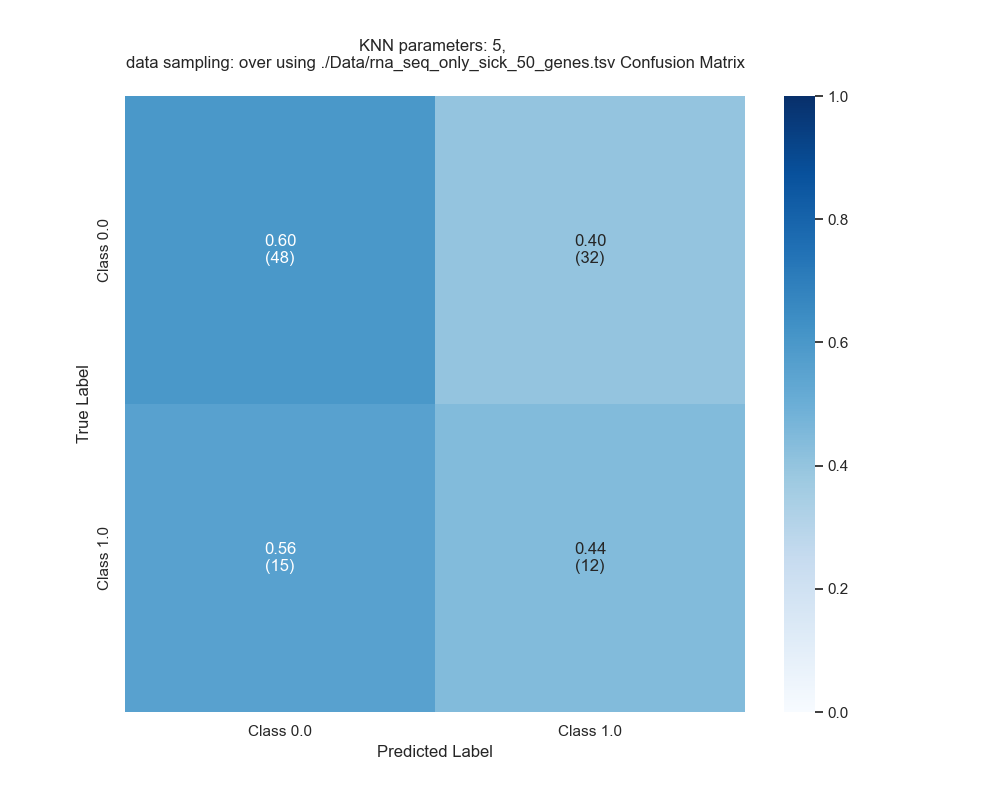 KNN parameters: 5,
data sampling: over using ./Data/rna_seq_only_sick_50_genes.tsv Confusion Matrix
True Label
Class 0.0
0.60
(48)
0.40
(32)
Class 1.0
0.56
(15)
0.44
(12)
Class 0.0
Class 1.0
Predicted Label
1.0
0.8
0.6
0.4
0.2
0.0